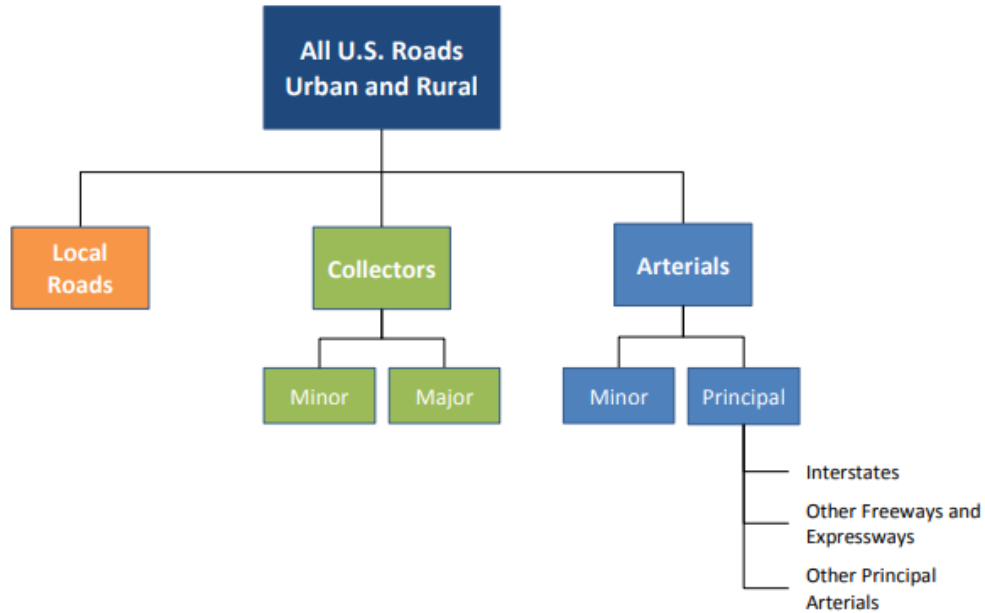 All U.S. Roads
Urban and Rural
Local
Roads
Collectors
Arterials
Minor
Major
Minor
Principal
Interstates
Other Freeways and
Expressways
Other Principal
Arterials